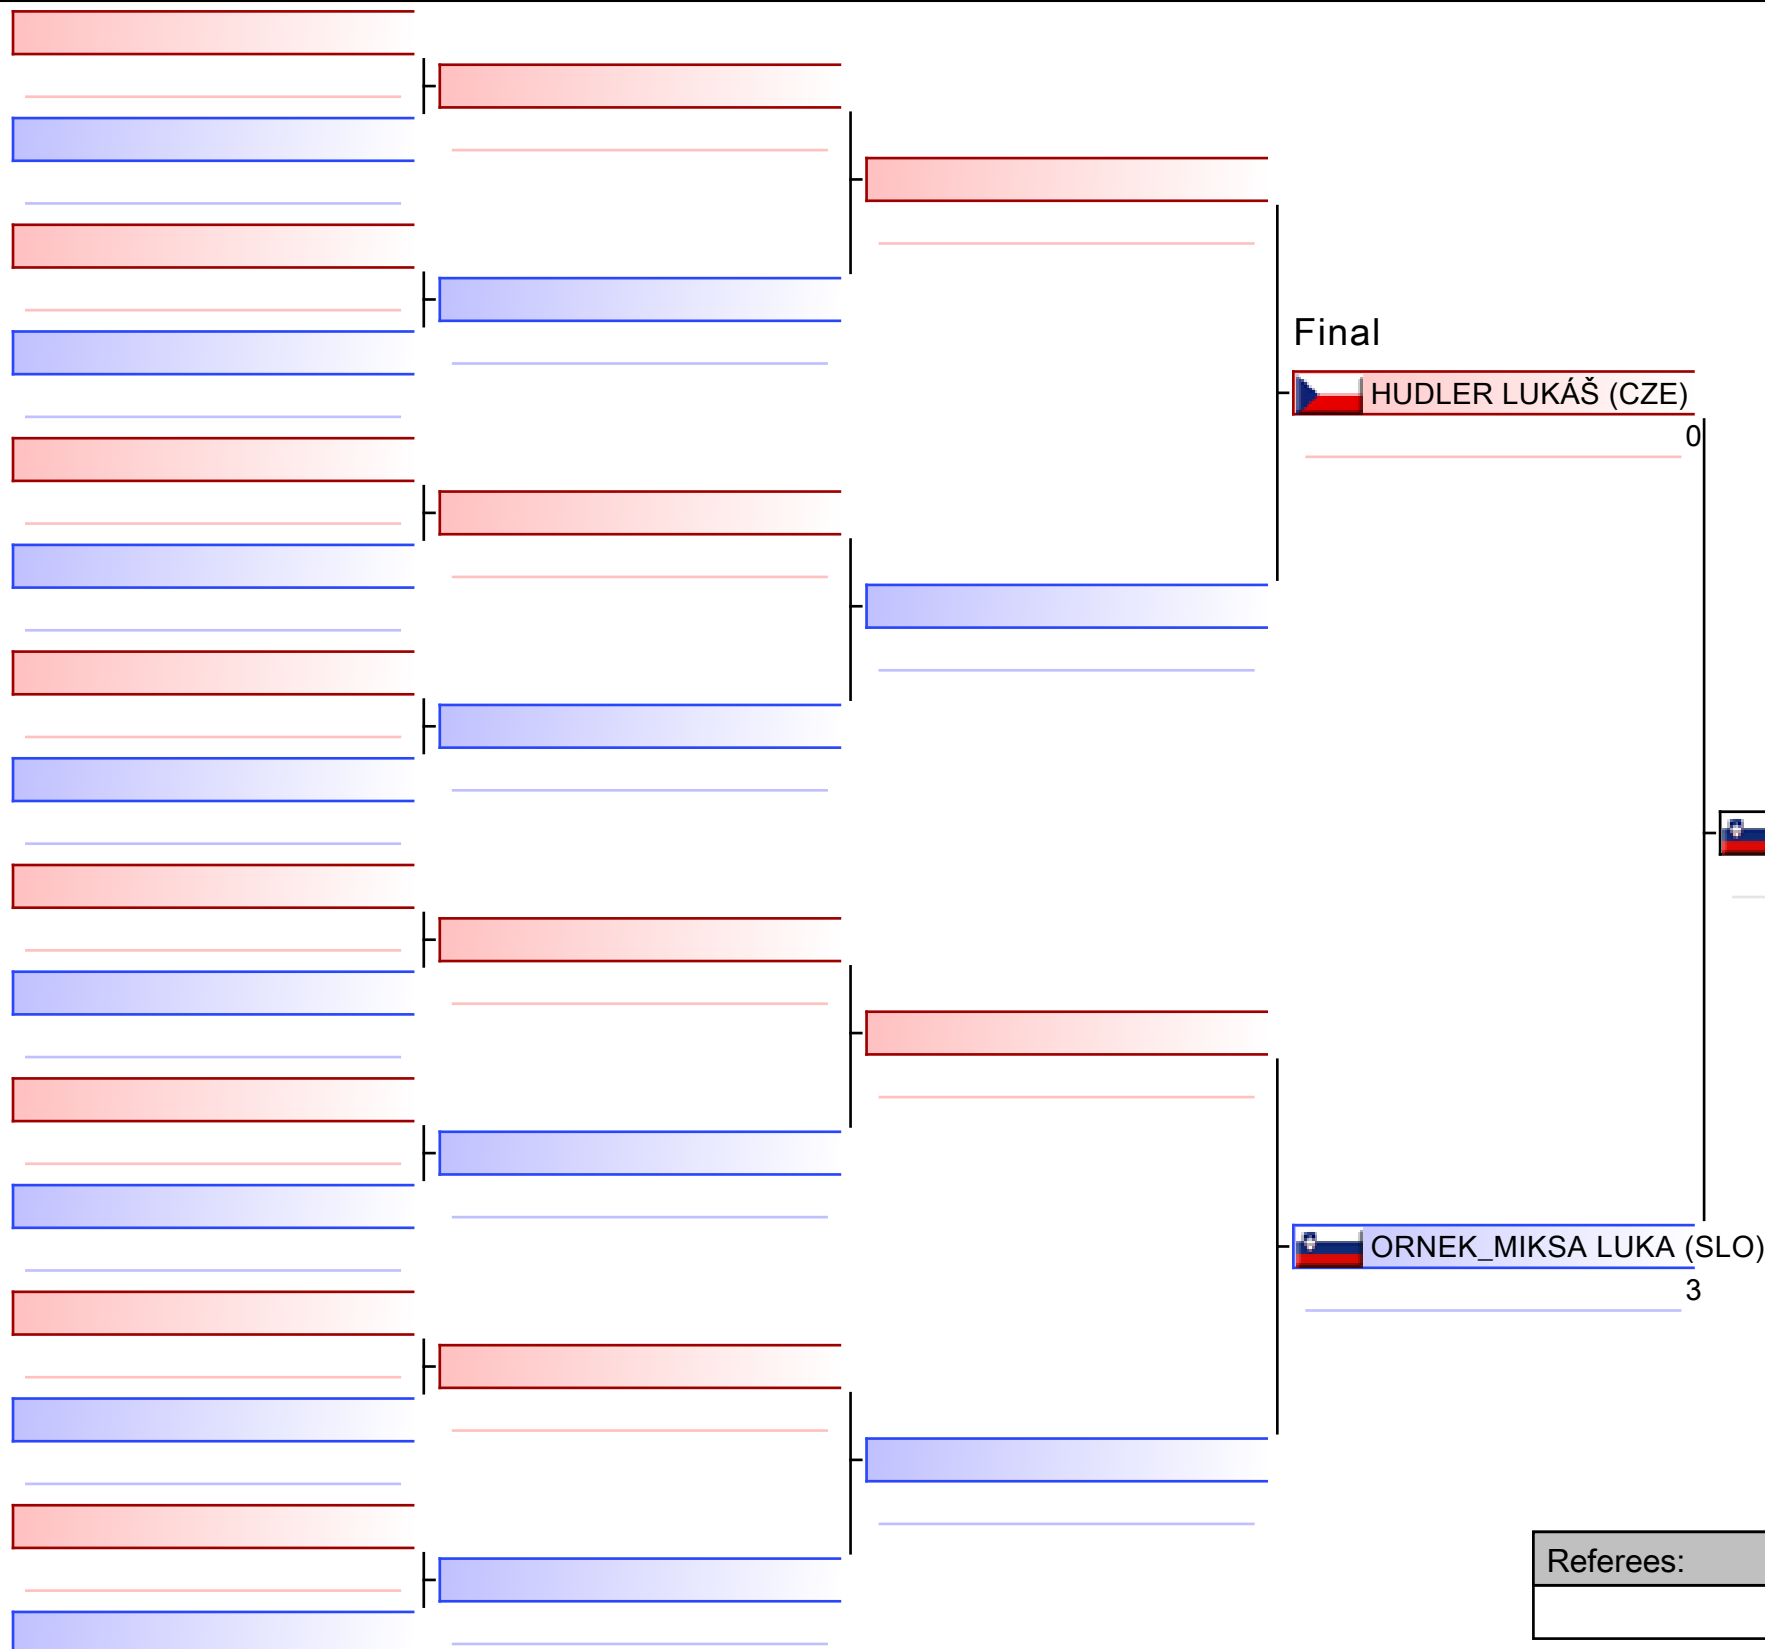 Final
HUDLER LUKÁŠ (CZE)
0
ORNEK_MIKSA LUKA (SLO)
3
Referees: